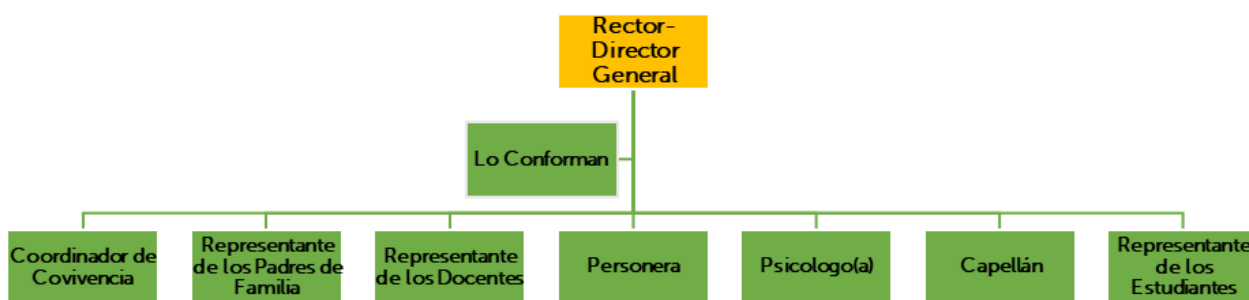 Rector-
Director
General
Lo Conforman
Coordinador de
Covivencia
Representante
de los Padres de
Familia
Representante
de los Docentes
Personera
Psicologo(a)
Capellán
Representante
de los
Estudiantes